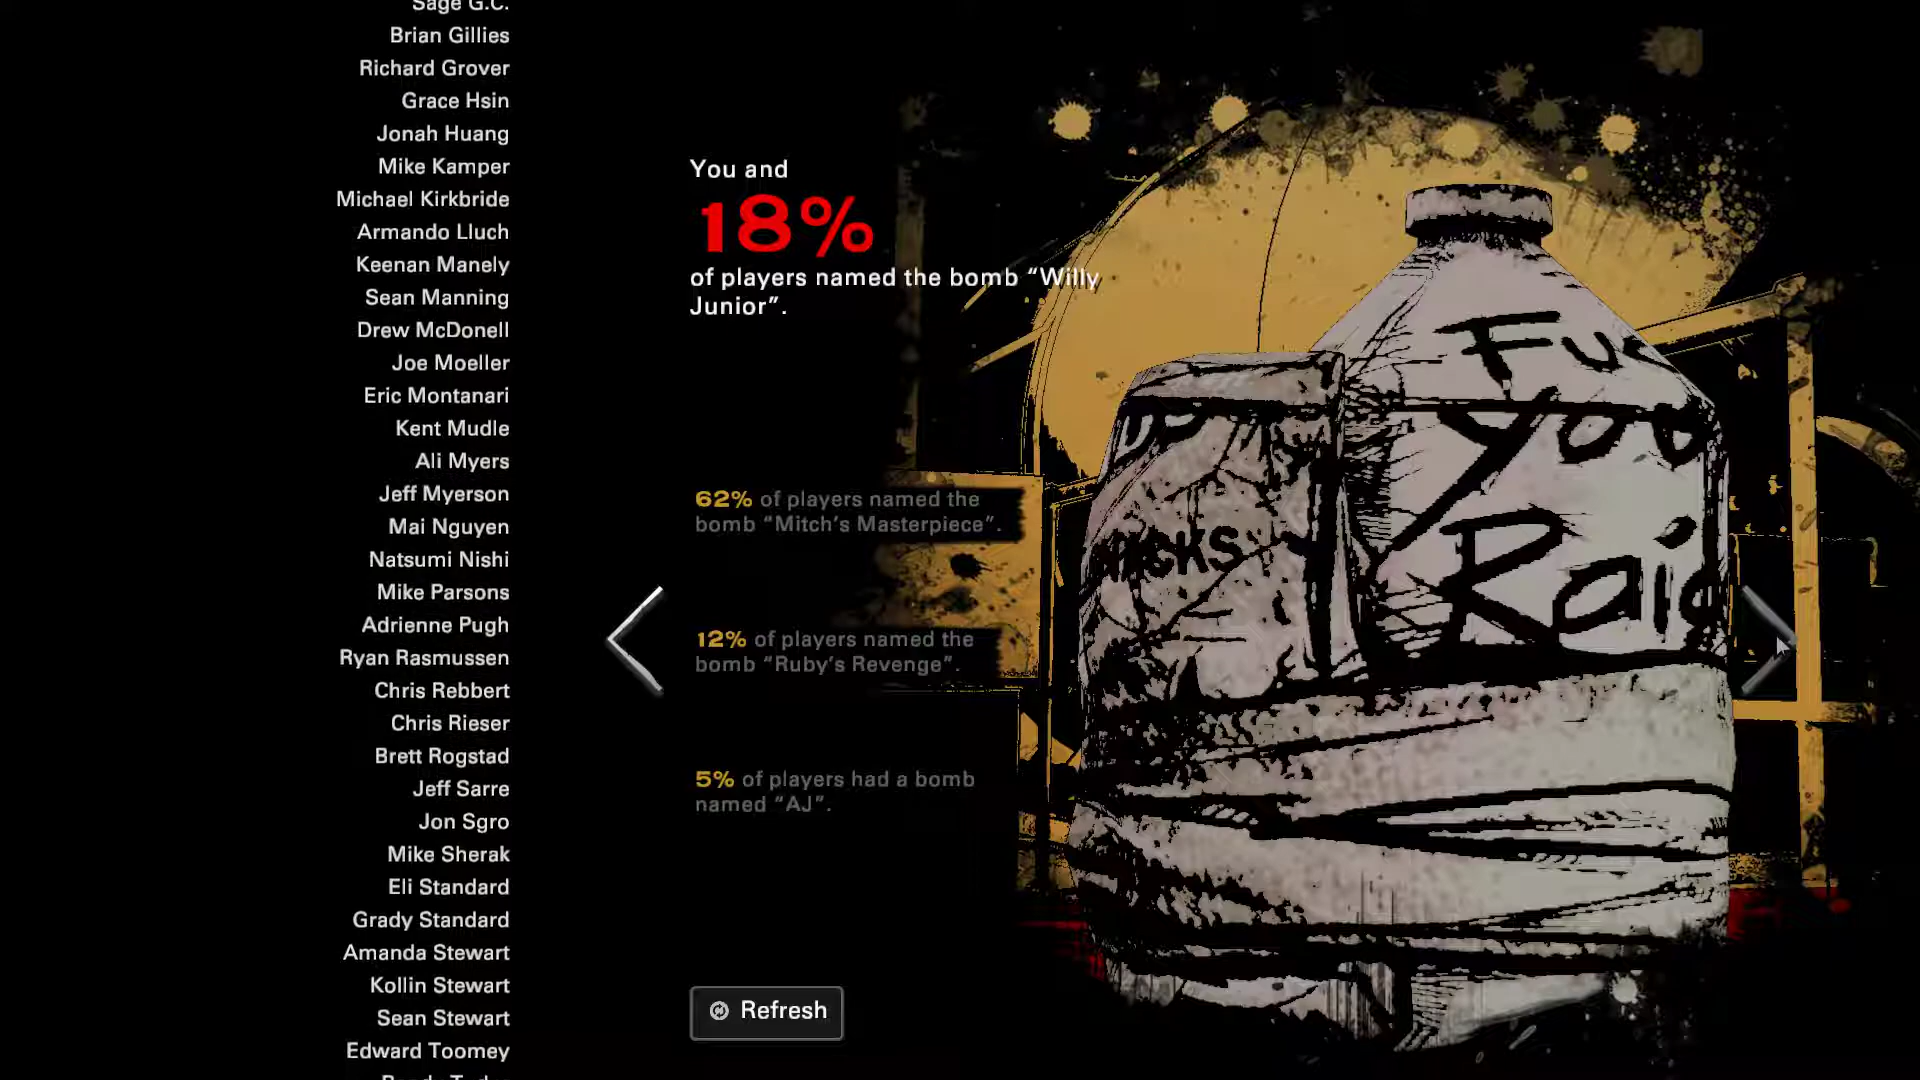 Sage G.C.
Brian Gillies
Richard Grover
Grace Hsin
Jonah Huang
Mike Kamper
Michael Kirkbride
Armando Lluch
Keenan Manely
Sean Manning
Drew McDonell
Joe Moeller
Eric Montanari
Kent Mudle
Ali Myers
Jeff Myerson
Mai Nguyen
Natsumi Nishi
Mike Parsons
Adrienne Pugh
Ryan Rasmussen
Chris Rebbert
Chris Rieser
Brett Rogstad
Jeff Sarre
Jon Sgro
Mike Sherak
Eli Standard
Grady Standard
Amanda Stewart
Kollin Stewart
Sean Stewart
Edward Toomey
You and
18%
of players named the bomb “Willy
Junior”.
62% of players named the
bomb “Mitch’s Masterpiece”.
12% of players named the
bomb “Ruby’s Revenge”.
5% of players had a bomb
named “AJ”.
Refresh
Fuc
you
Raid